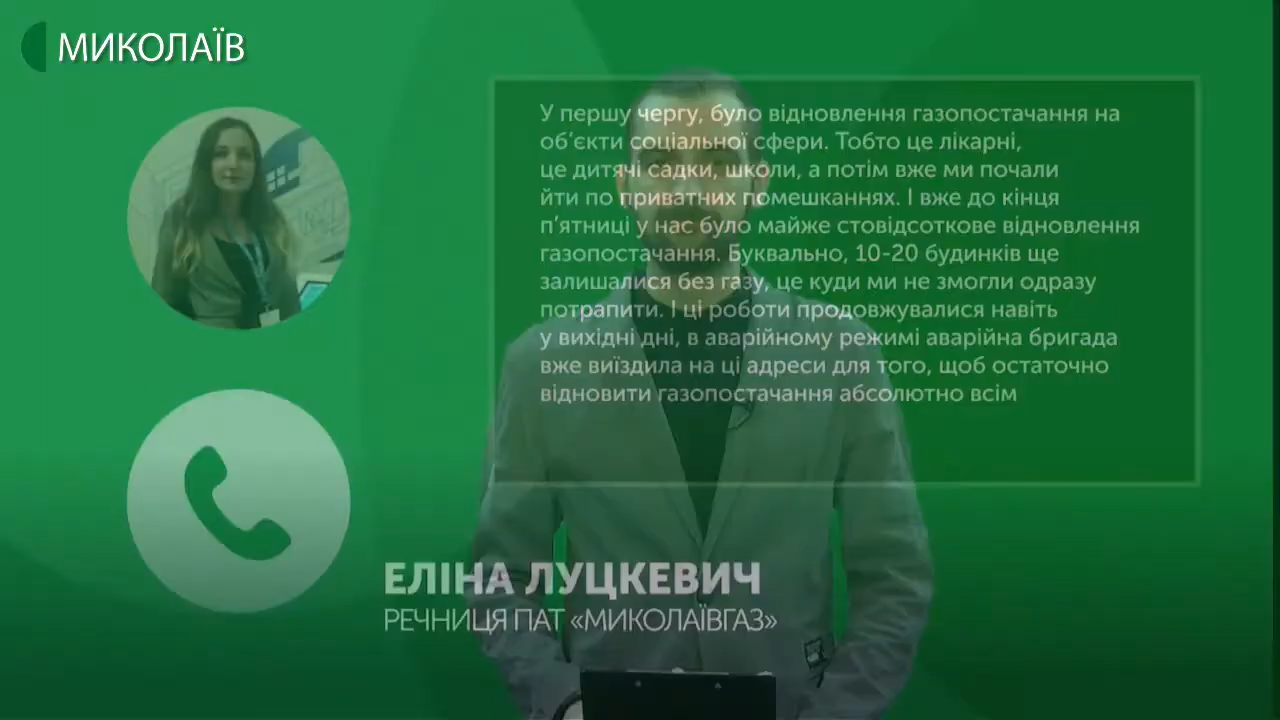 МИКОЛАЇВ
У першу чергу, було відновлення газопостачання на
об'єкти соціальної сфери. Тобто це лікарні,
це дитячі садки, школи, а потім вже ми почали
йти по приватних помешканнях. І вже до кінця
п'ятниці у нас було майже стовідсоткове відновлення
газопостачання. Буквально, 10-20 будинків ще
залишалися без газу, це куди ми не змогли одразу
потрапити. І ці роботи продовжувалися навіть
у вихідні дні, в аварійному режимі аварійна бригада
вже виїздила на ці адреси для того, щоб остаточно
відновити газопостачання абсолютно всім
ЕЛІНА ЛУЦКЕВИЧ
РЕЧНИЦЯ ПАТ «МИКОЛАЇВГАЗ»